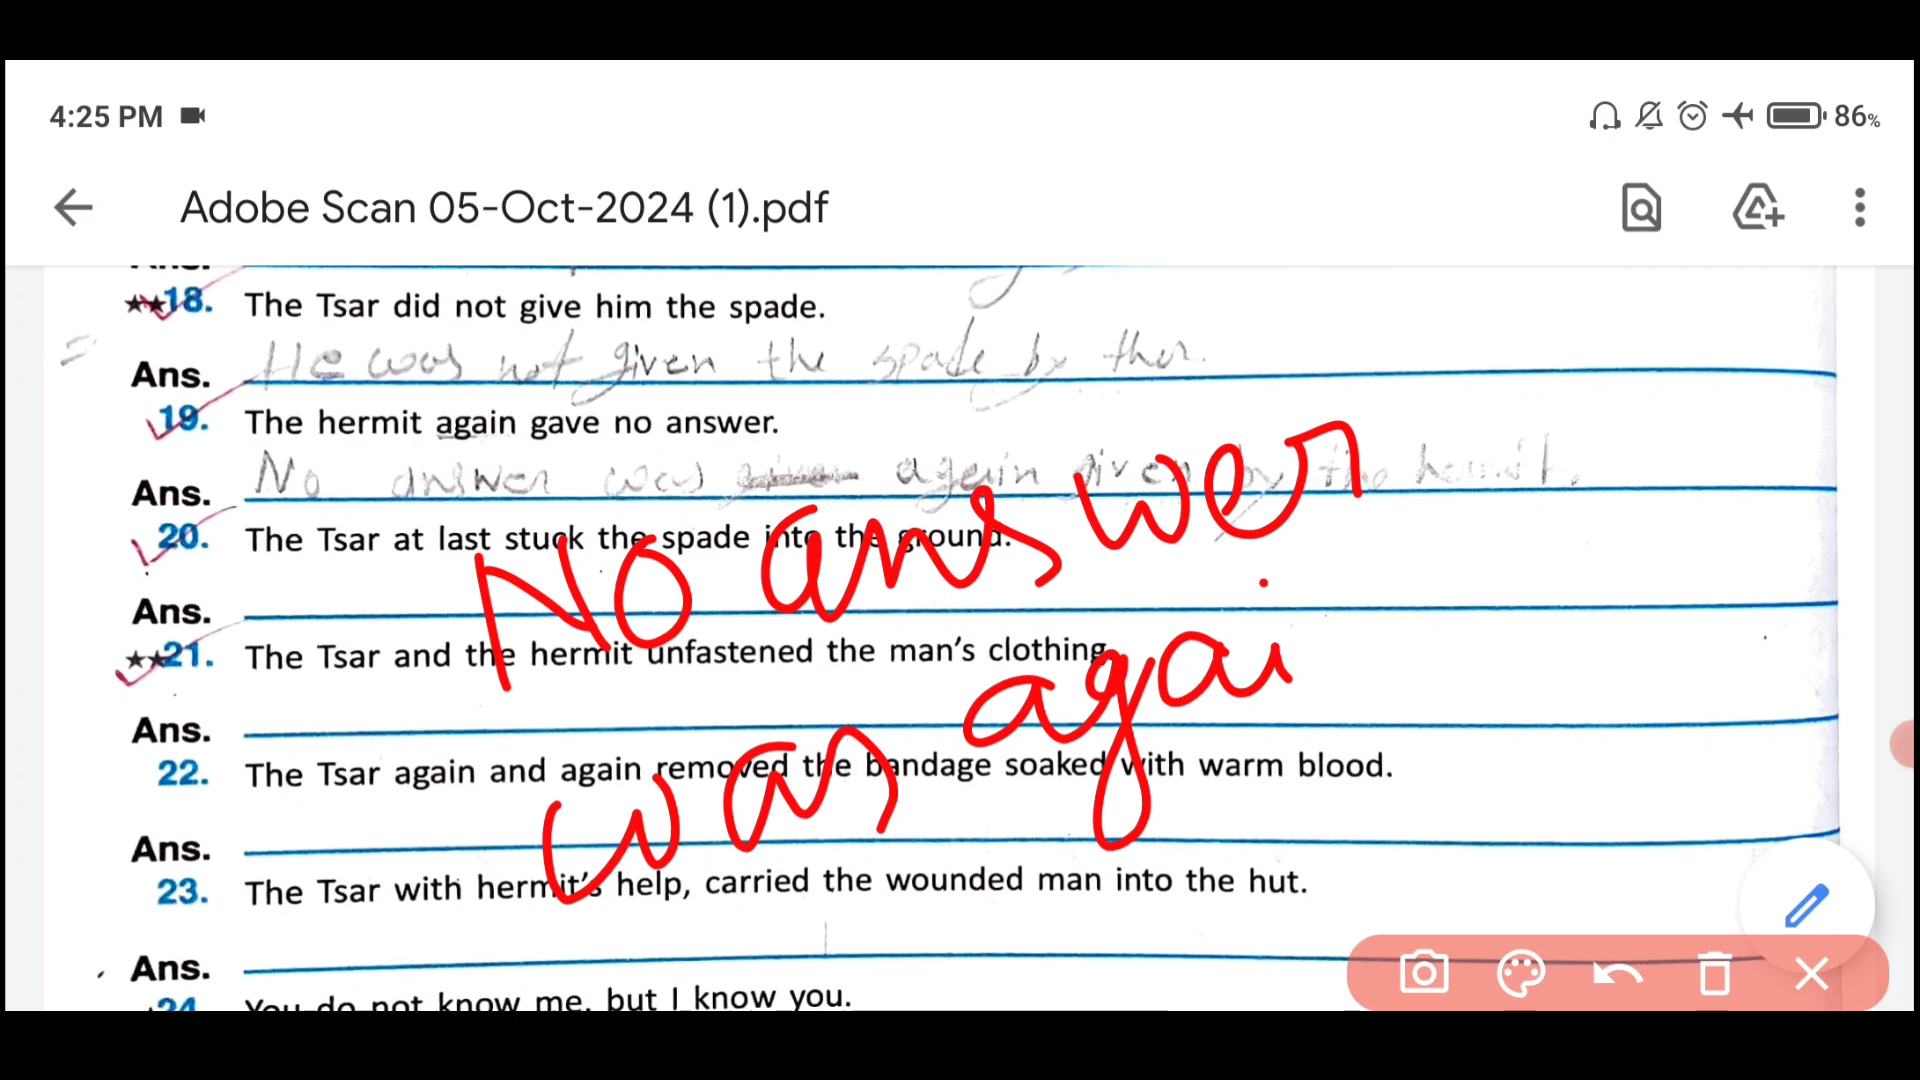 4:25 PM 86%
Adobe Scan 05-Oct-2024 (1).pdf
Ans.
★★18. The Tsar did not give him the spade.
Ans. He was not given the spade by
19. The hermit again gave no answer.
Ans. No answer was again given by the hermit.
20. The Tsar at last stuck the spade into the ground.
Ans.
★★21. The Tsar and the hermit unfastened the man's clothing.
Ans.
22. The Tsar again and again removed the bandage soaked with warm blood.
Ans.
23. The Tsar with hermit's help, carried the wounded man into the hut.
Ans.
24. You do not know me, but I know you.
No answer
was agai